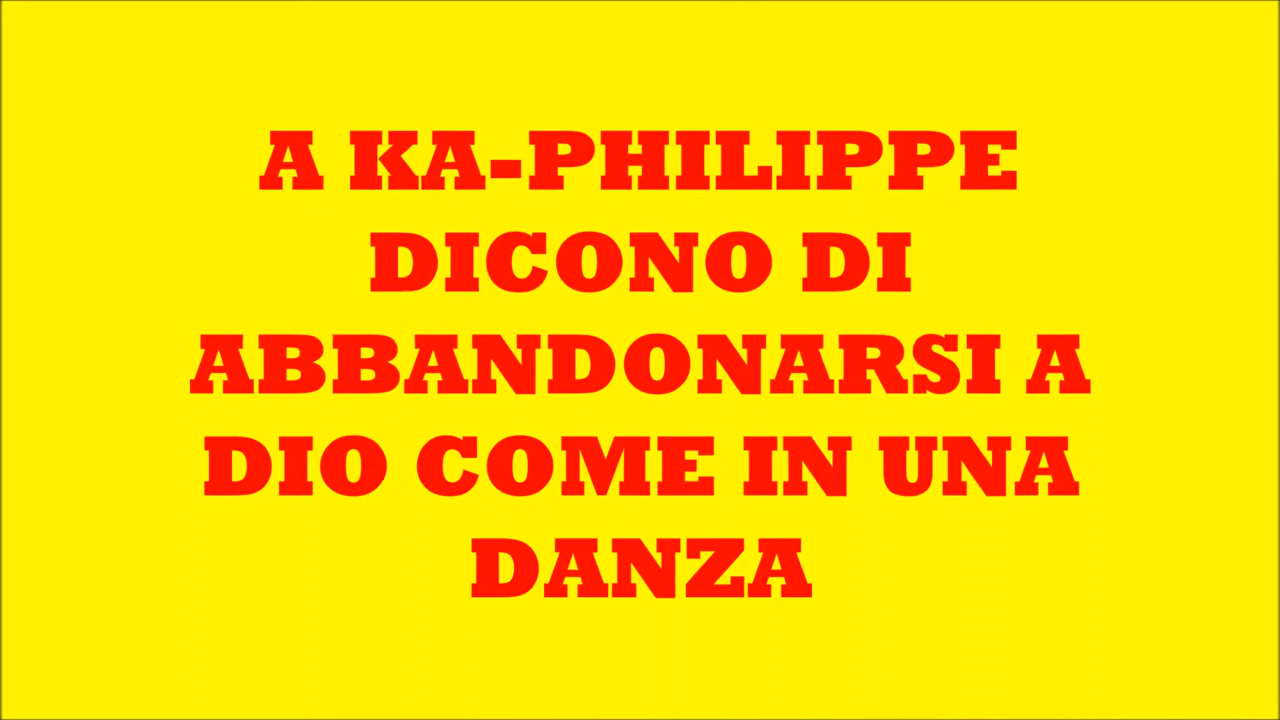 A KA-PHILIPPE
DICONO DI
ABBANDONARSI A
DIO COME IN UNA
DANZA